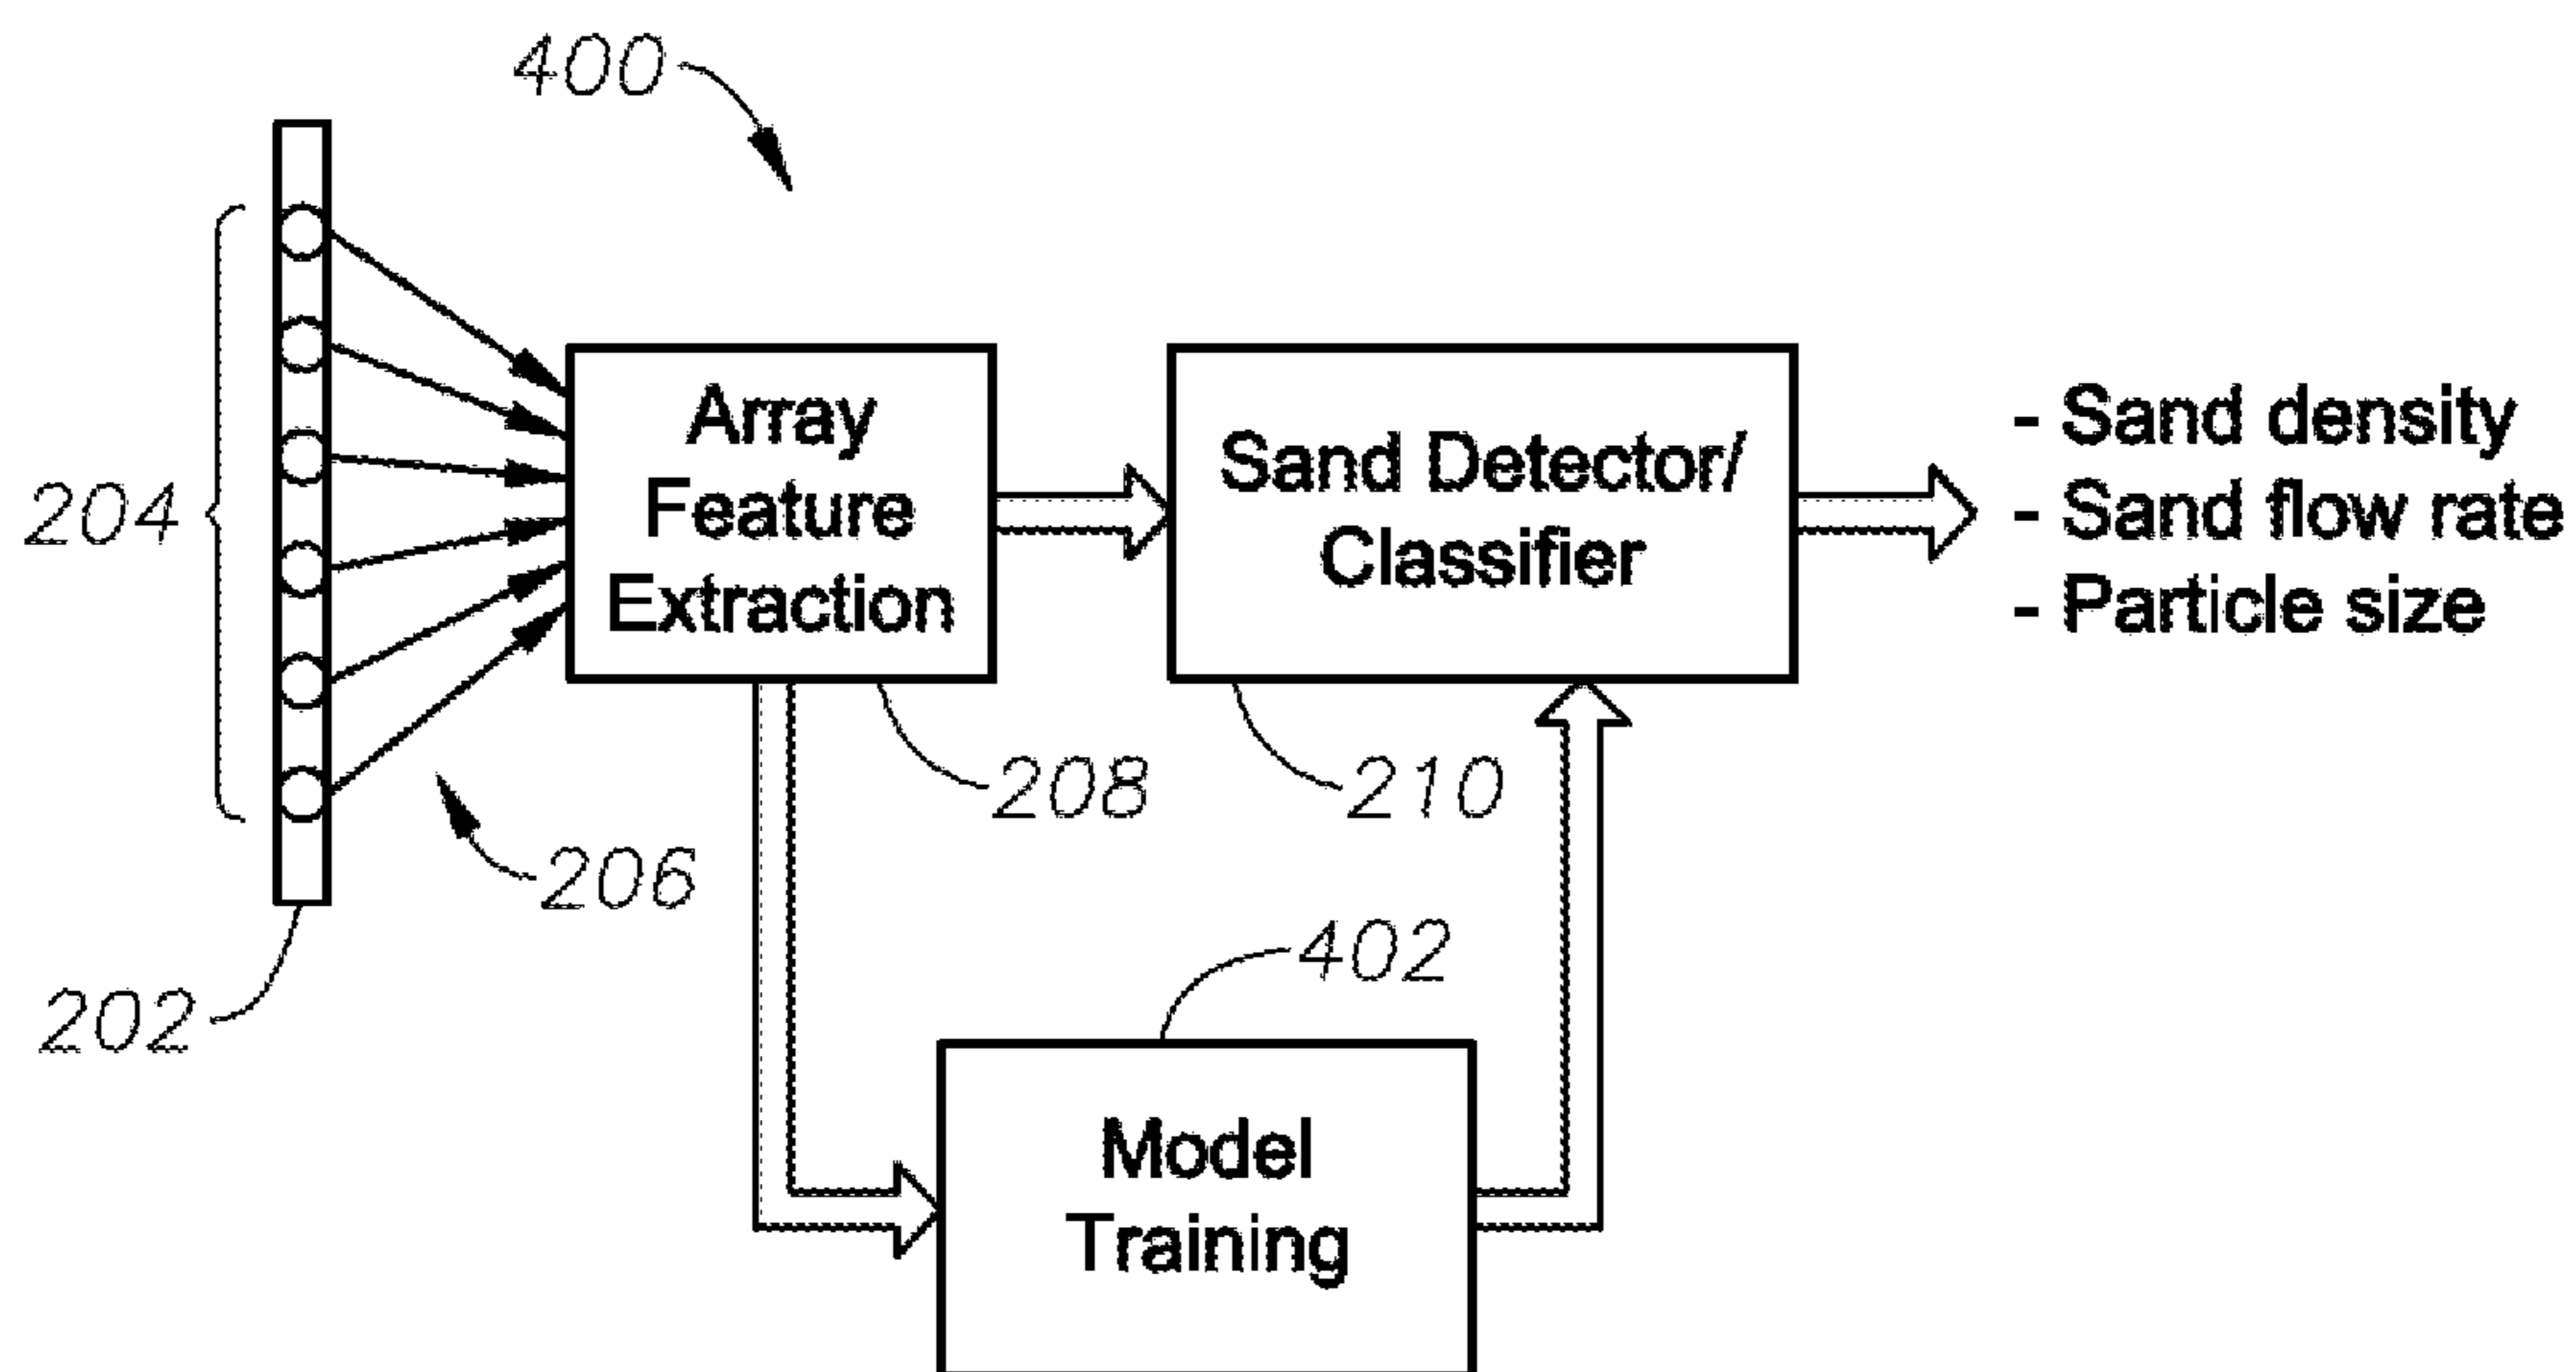 400
204
Array
Feature
Extraction
Sand Detector/
Classifier
- Sand density
- Sand flow rate
- Particle size
208
210
206
202
402
Model
Training